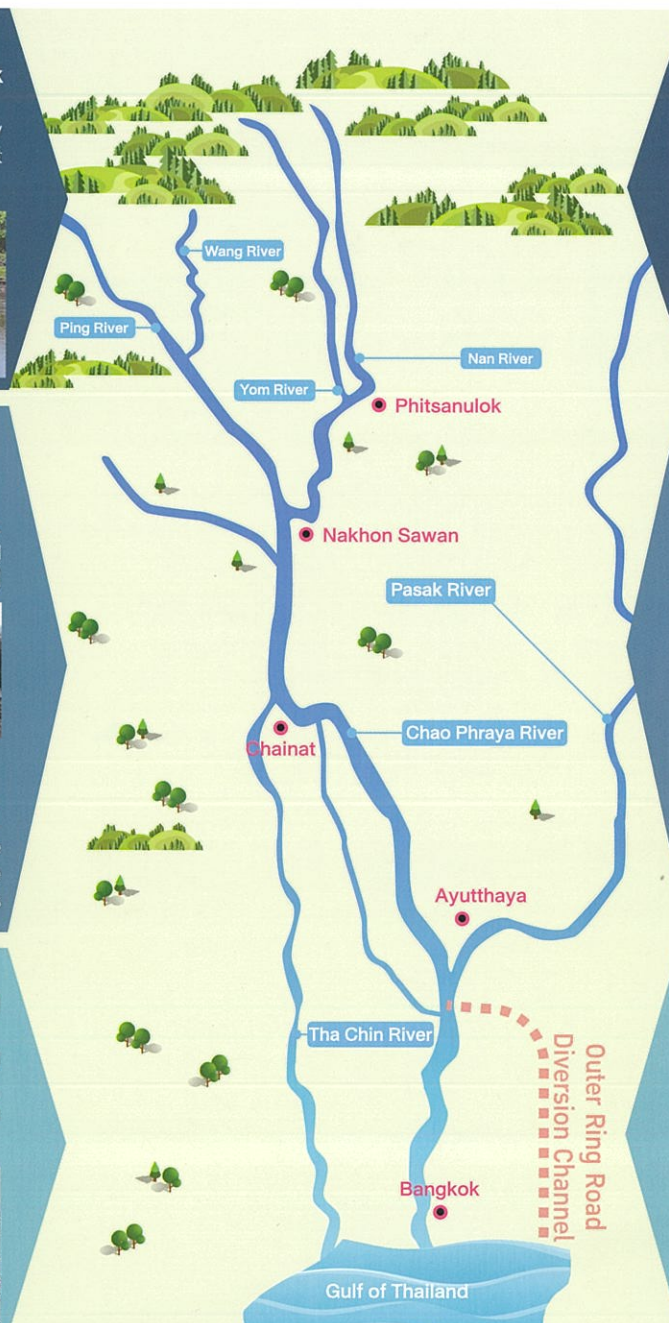 Wang River
Ping River
Nan River
Yom River
Phitsanulok
Nakhon Sawan
Pasak River
Chao Phraya River
Chainat
Ayutthaya
Tha Chin River
Outer Ring Road
Diversion Channel
Bangkok
Gulf of Thailand